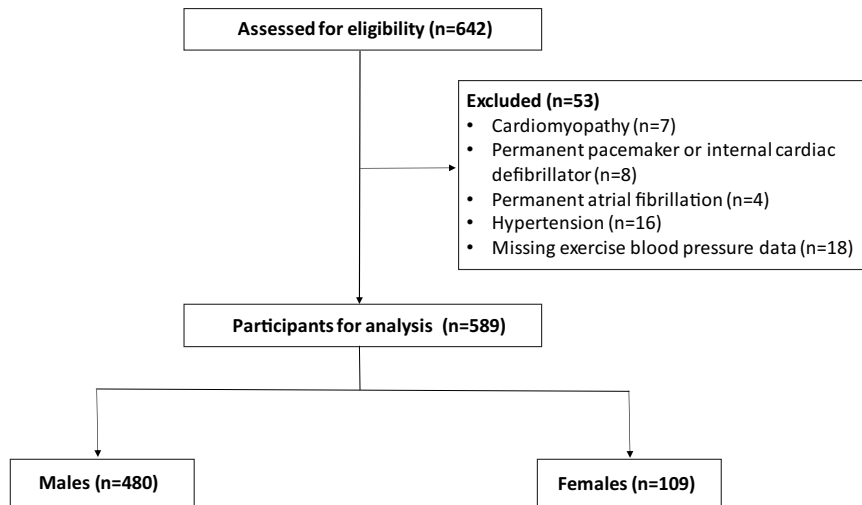 Assessed for eligibility (n=642)
Excluded (n=53)
• Cardiomyopathy (n=7)
• Permanent pacemaker or internal cardiac
defibrillator (n=8)
• Permanent atrial fibrillation (n=4)
• Hypertension (n=16)
• Missing exercise blood pressure data (n=18)
Participants for analysis (n=589)
Males (n=480)
Females (n=109)